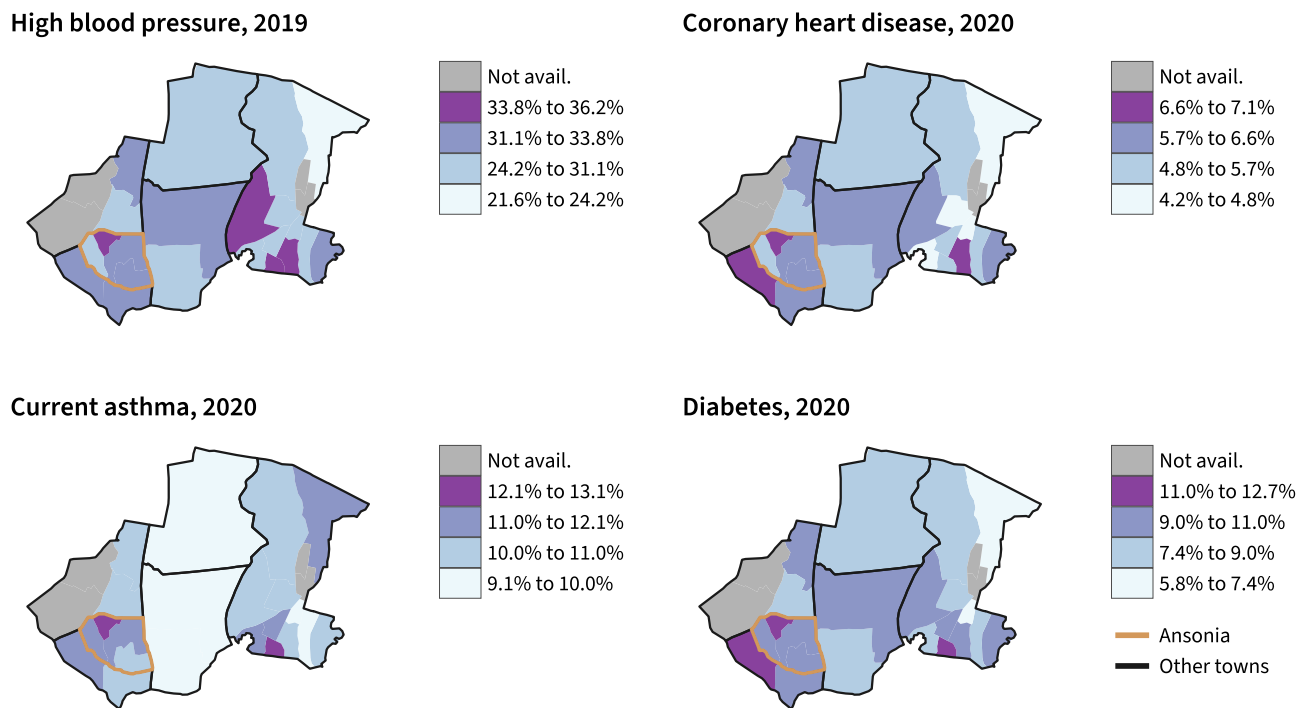 High blood pressure, 2019
Not avail.
33.8% to 36.2%
31.1% to 33.8%
24.2% to 31.1%
21.6% to 24.2%
Coronary heart disease, 2020
Not avail.
6.6% to 7.1%
5.7% to 6.6%
4.8% to 5.7%
4.2% to 4.8%
Current asthma, 2020
Not avail.
12.1% to 13.1%
11.0% to 12.1%
10.0% to 11.0%
9.1% to 10.0%
Diabetes, 2020
Not avail.
11.0% to 12.7%
9.0% to 11.0%
7.4% to 9.0%
5.8% to 7.4%
Ansonia
Other towns